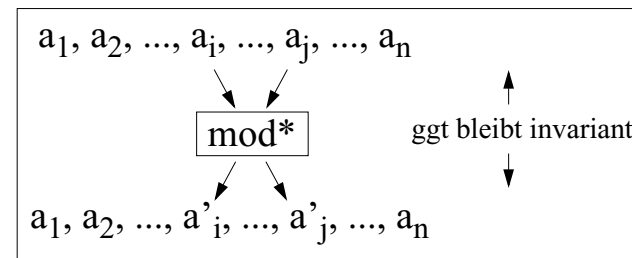 a₁, a₂, ..., aᵢ, ..., aⱼ, ..., aₙ
mod*
ggt bleibt invariant
a₁, a₂, ..., a’ᵢ, ..., a’ⱼ, ..., aₙ